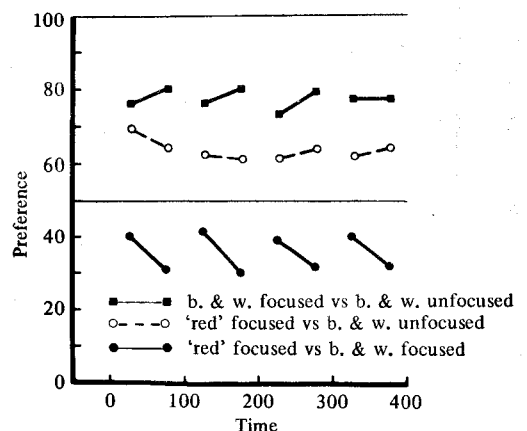 100
80
60
40
20
0
Preference
b. & w. focused vs b. & w. unfocused
‘red’ focused vs b. & w. unfocused
‘red’ focused vs b. & w. focused
0 100 200 300 400
Time